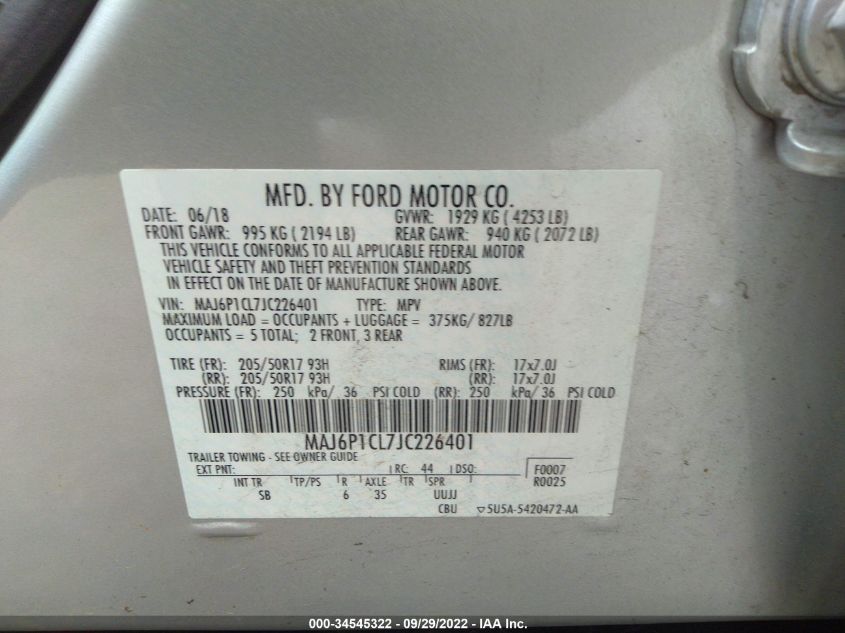 MFD. BY FORD MOTOR CO.
DATE: 06/18 GVWR: 1929 KG ( 4253 LB)
FRONT GAWR: 995 KG ( 2194 LB) REAR GAWR: 940 KG ( 2072 LB)
THIS VEHICLE CONFORMS TO ALL APPLICABLE FEDERAL MOTOR
VEHICLE SAFETY AND THEFT PREVENTION STANDARDS
IN EFFECT ON THE DATE OF MANUFACTURE SHOWN ABOVE.
VIN: MAJ6P1CL7JC226401 TYPE: MPV
MAXIMUM LOAD = OCCUPANTS + LUGGAGE = 375KG/ 827LB
OCCUPANTS = 5 TOTAL; 2 FRONT, 3 REAR
TIRE (FR): 205/50R17 93H RIMS (FR): 17x7.0J
(RR): 205/50R17 93H (RR): 17x7.0J
PRESSURE (FR): 250 kPa/ 36 PSI COLD (RR): 250 kPa/ 36 PSI COLD
MAJ6P1CL7JC226401
TRAILER TOWING - SEE OWNER GUIDE
EXT PNT: RC: 44 DSO: F0007
INT TR TP/PS R AXLE TR SPR R0025
SB 6 35 UUJJ
CBU ▽5U5A-5420472-AA
000-34545322 - 09/29/2022 - IAA Inc.